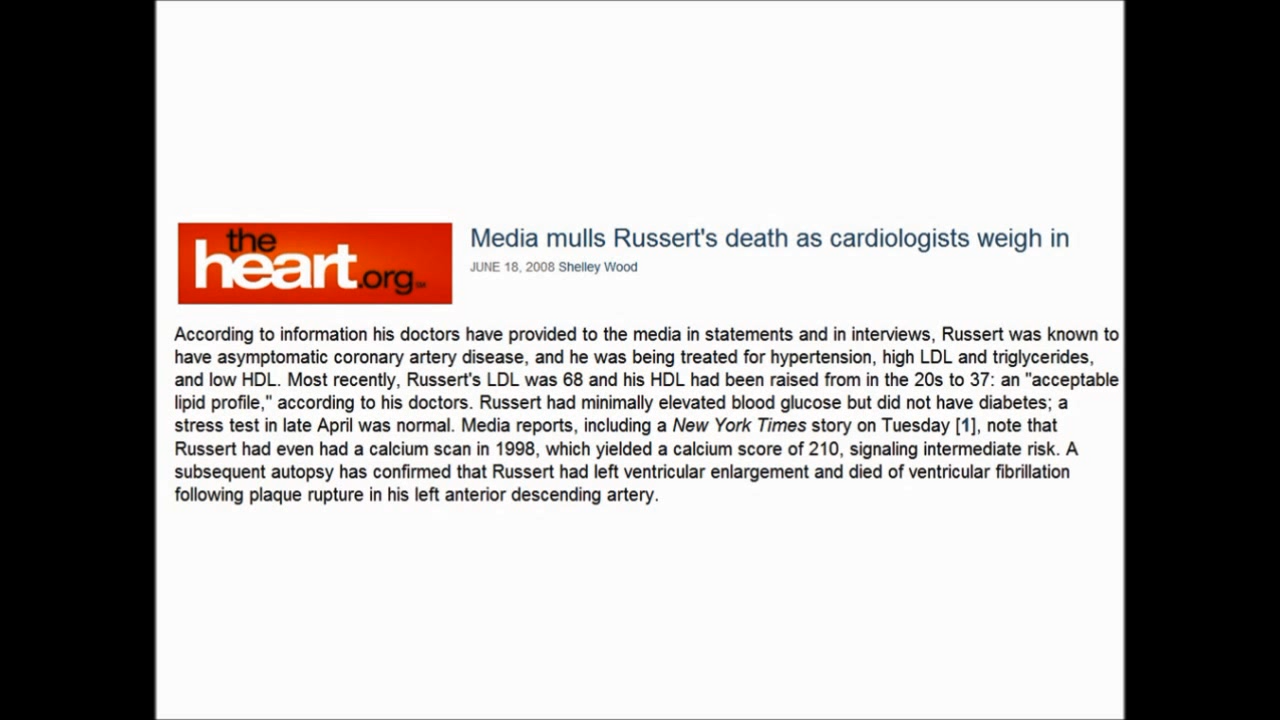 the
heart.org
Media mulls Russert's death as cardiologists weigh in
JUNE 18, 2008 Shelley Wood
According to information his doctors have provided to the media in statements and in interviews, Russert was known to
have asymptomatic coronary artery disease, and he was being treated for hypertension, high LDL and triglycerides,
and low HDL. Most recently, Russert's LDL was 68 and his HDL had been raised from in the 20s to 37: an "acceptable
lipid profile," according to his doctors. Russert had minimally elevated blood glucose but did not have diabetes; a
stress test in late April was normal. Media reports, including a New York Times story on Tuesday [1], note that
Russert had even had a calcium scan in 1998, which yielded a calcium score of 210, signaling intermediate risk. A
subsequent autopsy has confirmed that Russert had left ventricular enlargement and died of ventricular fibrillation
following plaque rupture in his left anterior descending artery.